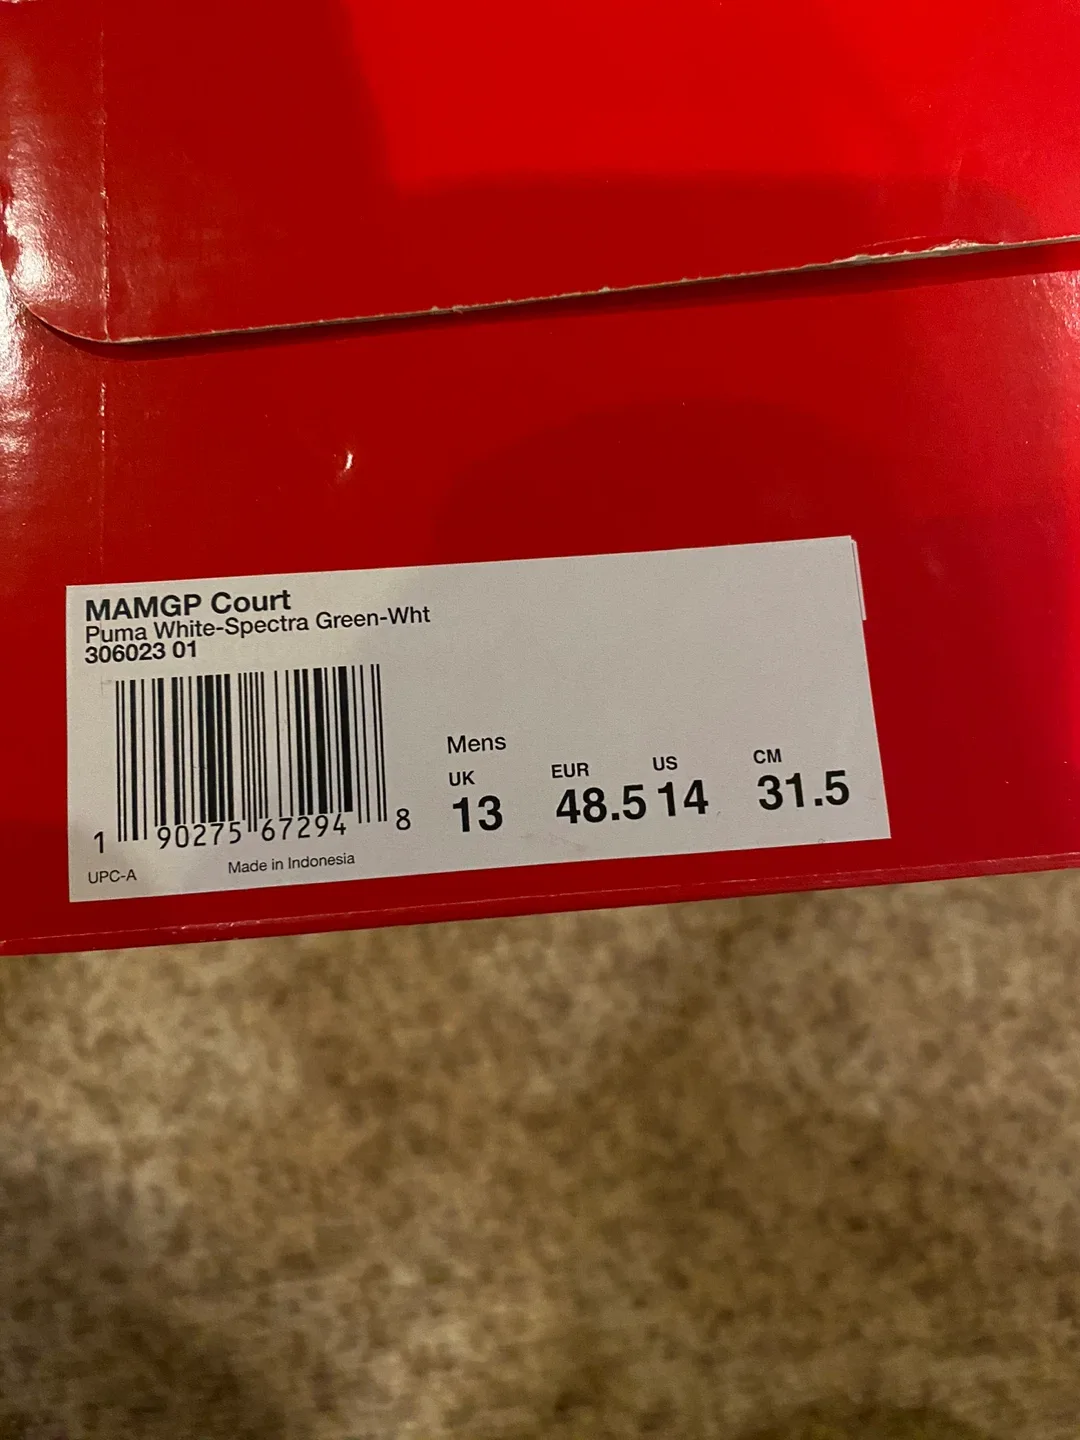 MAMGP Court
Puma White-Spectra Green-Wht
306023 01
1 90275 67294 8
UPC-A
Made in Indonesia
Mens
UK EUR US CM
13 48.5 14 31.5